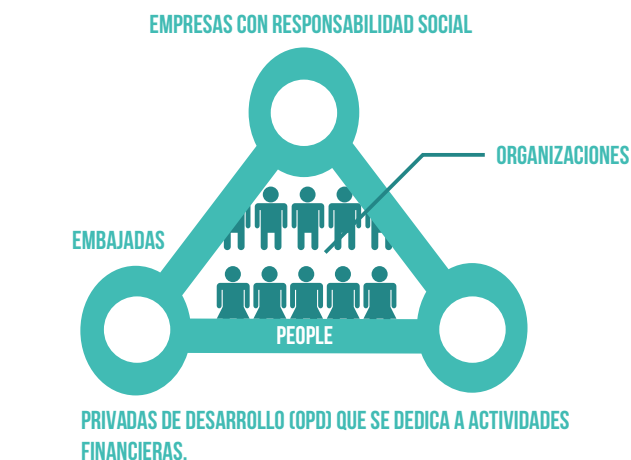 EMPRESAS CON RESPONSABILIDAD SOCIAL
ORGANIZACIONES
EMBAJADAS
PEOPLE
PRIVADAS DE DESARROLLO (OPD) QUE SE DEDICA A ACTIVIDADES
FINANCIERAS.